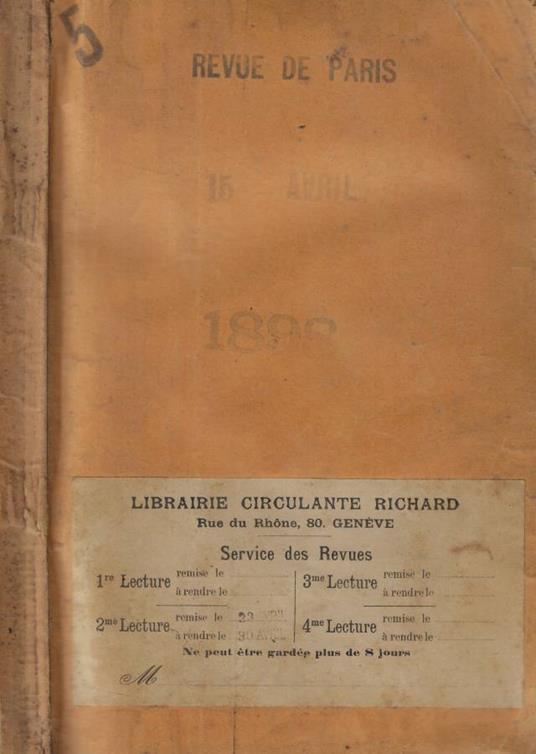 5
REVUE DE PARIS
15 AVRIL
LIBRAIRIE CIRCULANTE RICHARD
Rue du Rhône, 80. GENÈVE
Service des Revues
1re Lecture remise le
à rendre le
2me Lecture remise le 23 AVRIL
à rendre le 30 AVRIL
3me Lecture remise le
à rendre le
4me Lecture remise le
à rendre le
Ne peut être gardée plus de 8 jours
M